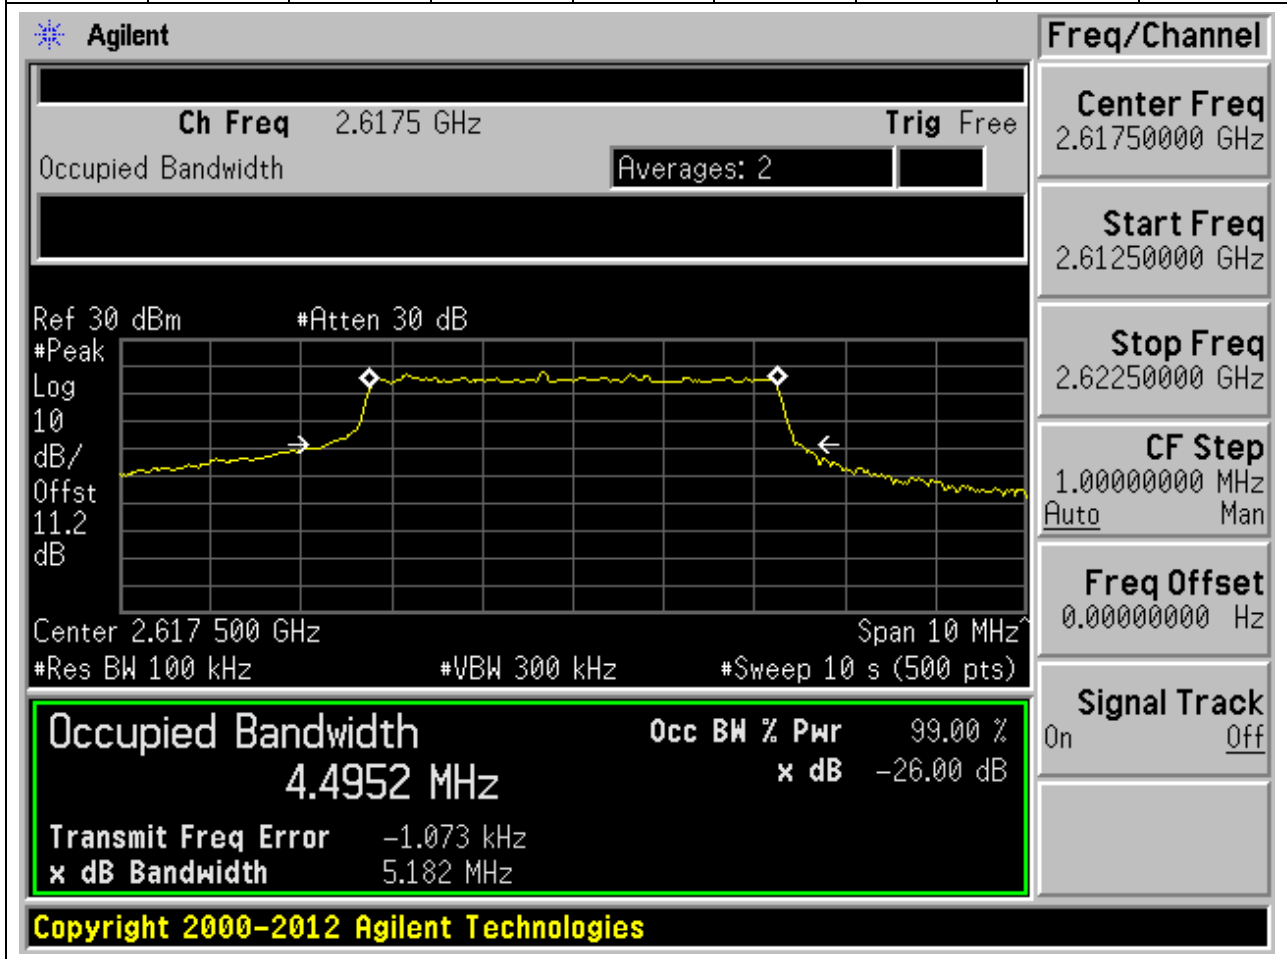 Agilent
Freq/Channel
Ch Freq 2.6175 GHz Trig Free
Occupied Bandwidth Averages: 2
Center Freq
2.61750000 GHz
Start Freq
2.61250000 GHz
Stop Freq
2.62250000 GHz
CF Step
1.00000000 MHz
Auto Man
Freq Offset
0.00000000 Hz
Signal Track
On Off
Ref 30 dBm #Atten 30 dB
#Peak
Log
10
dB/
Offst
11.2
dB
Center 2.617 500 GHz Span 10 MHz^
#Res BW 100 kHz #VBW 300 kHz #Sweep 10 s (500 pts)
Occupied Bandwidth Occ BW % Pwr 99.00 %
4.4952 MHz x dB -26.00 dB
Transmit Freq Error -1.073 kHz
x dB Bandwidth 5.182 MHz
Copyright 2000-2012 Agilent Technologies